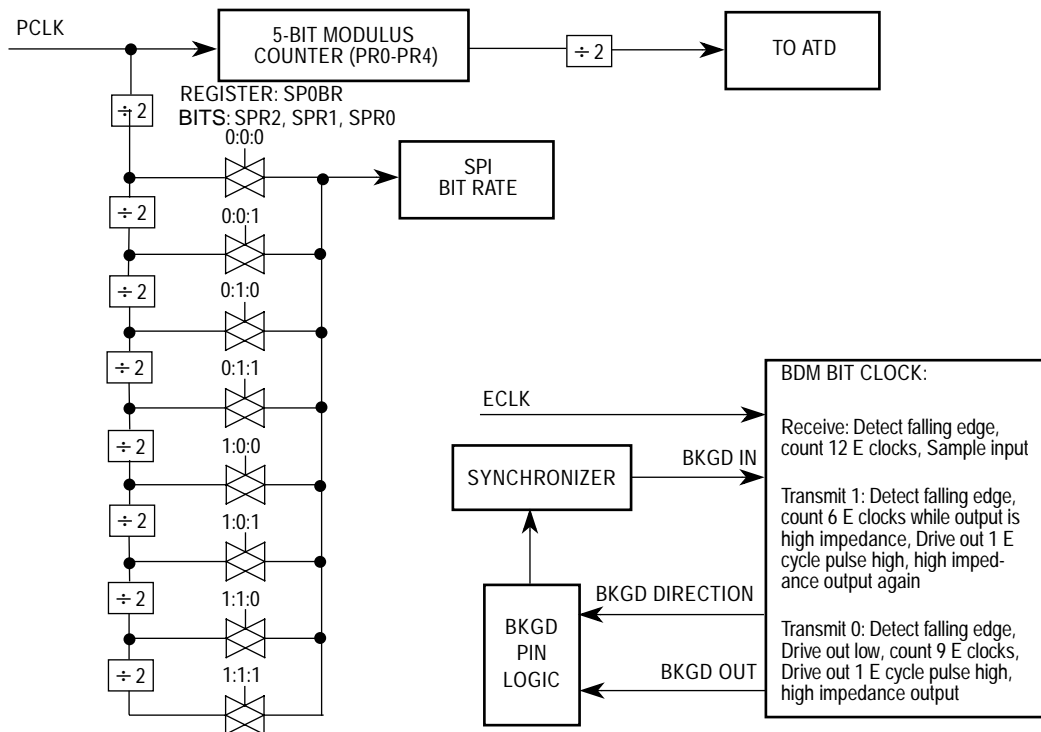 PCLK
5-BIT MODULUS
COUNTER (PR0-PR4)
÷ 2
TO ATD
÷ 2
REGISTER: SP0BR
BITS: SPR2, SPR1, SPR0
0:0:0
SPI
BIT RATE
÷ 2
0:0:1
÷ 2
0:1:0
÷ 2
0:1:1
÷ 2
1:0:0
÷ 2
1:0:1
÷ 2
1:1:0
÷ 2
1:1:1
ECLK
SYNCHRONIZER
BKGD IN
BKGD DIRECTION
BKGD
PIN
LOGIC
BKGD OUT
BDM BIT CLOCK:
Receive: Detect falling edge,
count 12 E clocks, Sample input
Transmit 1: Detect falling edge,
count 6 E clocks while output is
high impedance, Drive out 1 E
cycle pulse high, high imped-
ance output again
Transmit 0: Detect falling edge,
Drive out low, count 9 E clocks,
Drive out 1 E cycle pulse high,
high impedance output